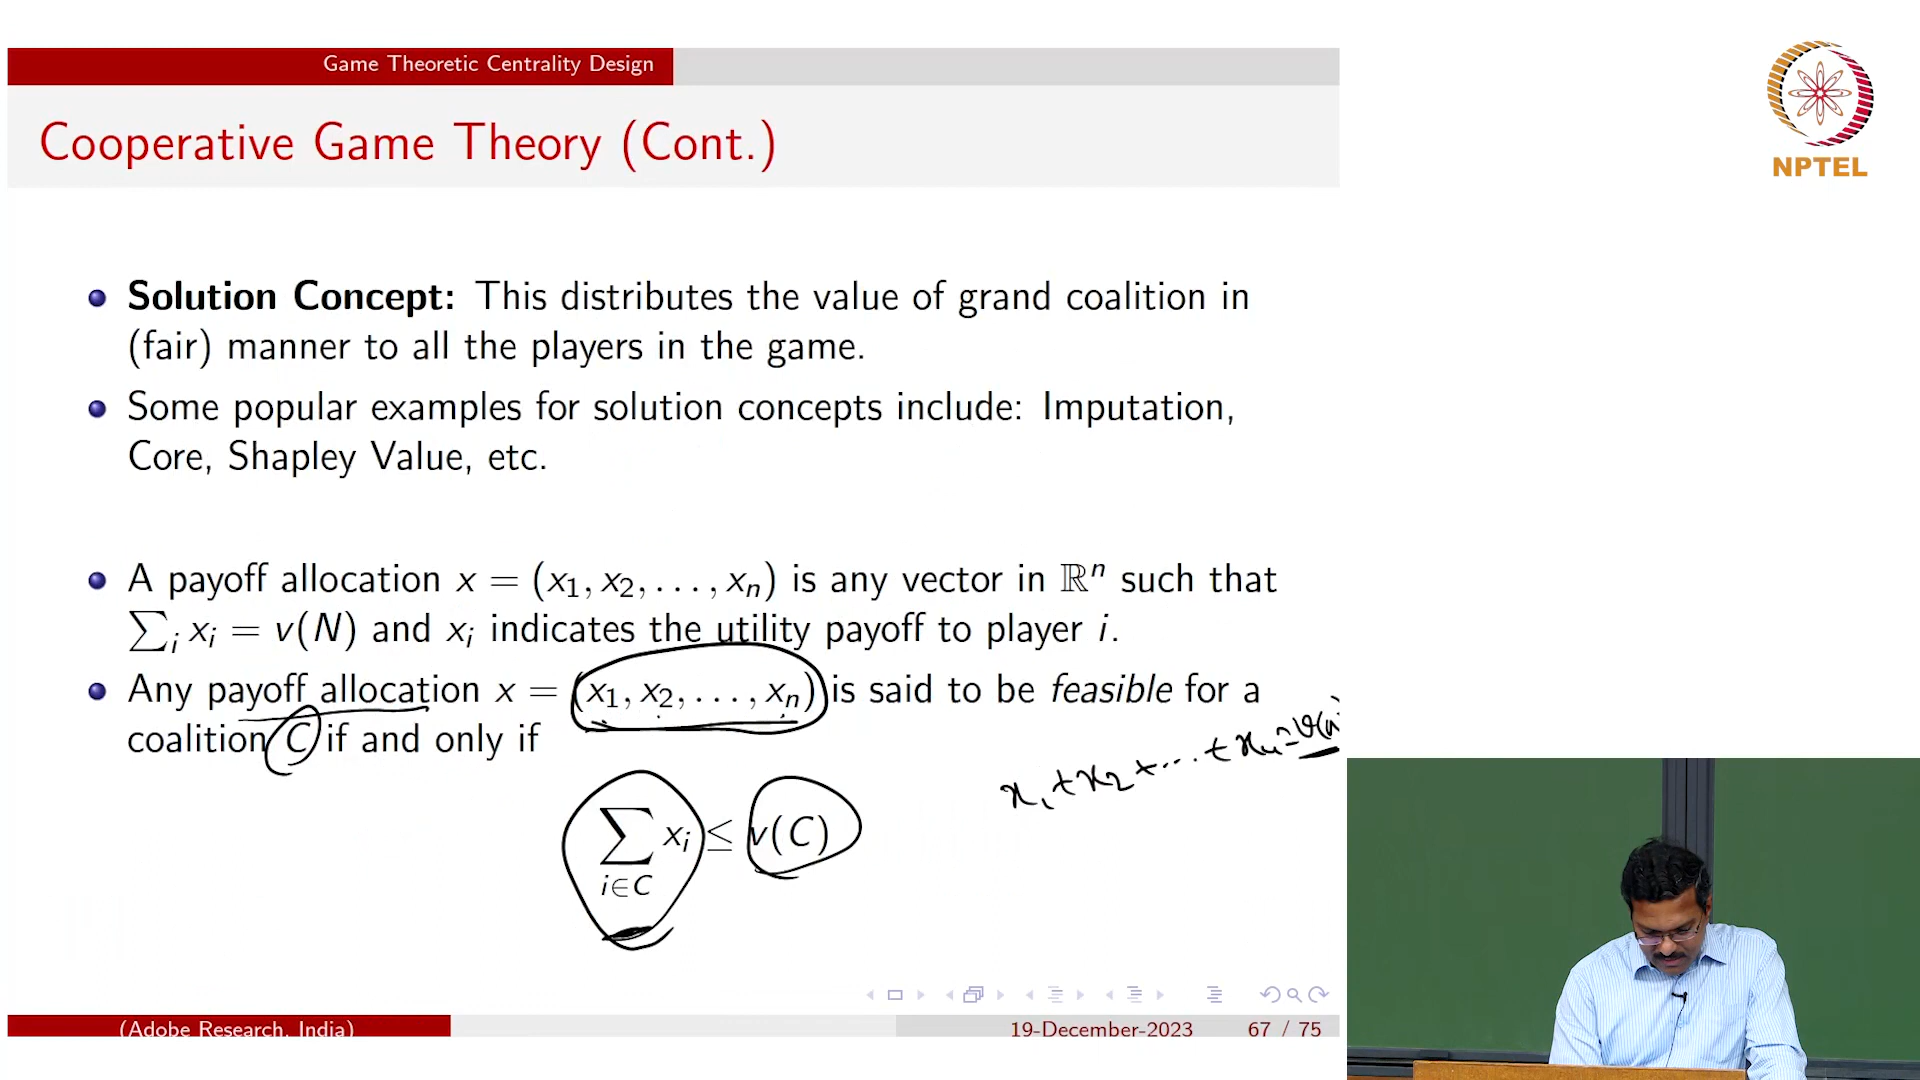 Game Theoretic Centrality Design
Cooperative Game Theory (Cont.)
NPTEL
Solution Concept: This distributes the value of grand coalition in
(fair) manner to all the players in the game.
Some popular examples for solution concepts include: Imputation,
Core, Shapley Value, etc.
A payoff allocation x = (x₁, x₂, . . . , xₙ) is any vector in ℝⁿ such that
∑ᵢ xᵢ = v(N) and xᵢ indicates the utility payoff to player i.
Any payoff allocation x = (x₁, x₂, . . . , xₙ) is said to be feasible for a
coalition C if and only if
x₁ + x₂ + ... + xₙ = v(n)
∑ xᵢ ≤ v(C)
i∈C
(Adobe Research, India) 19-December-2023 67 / 75